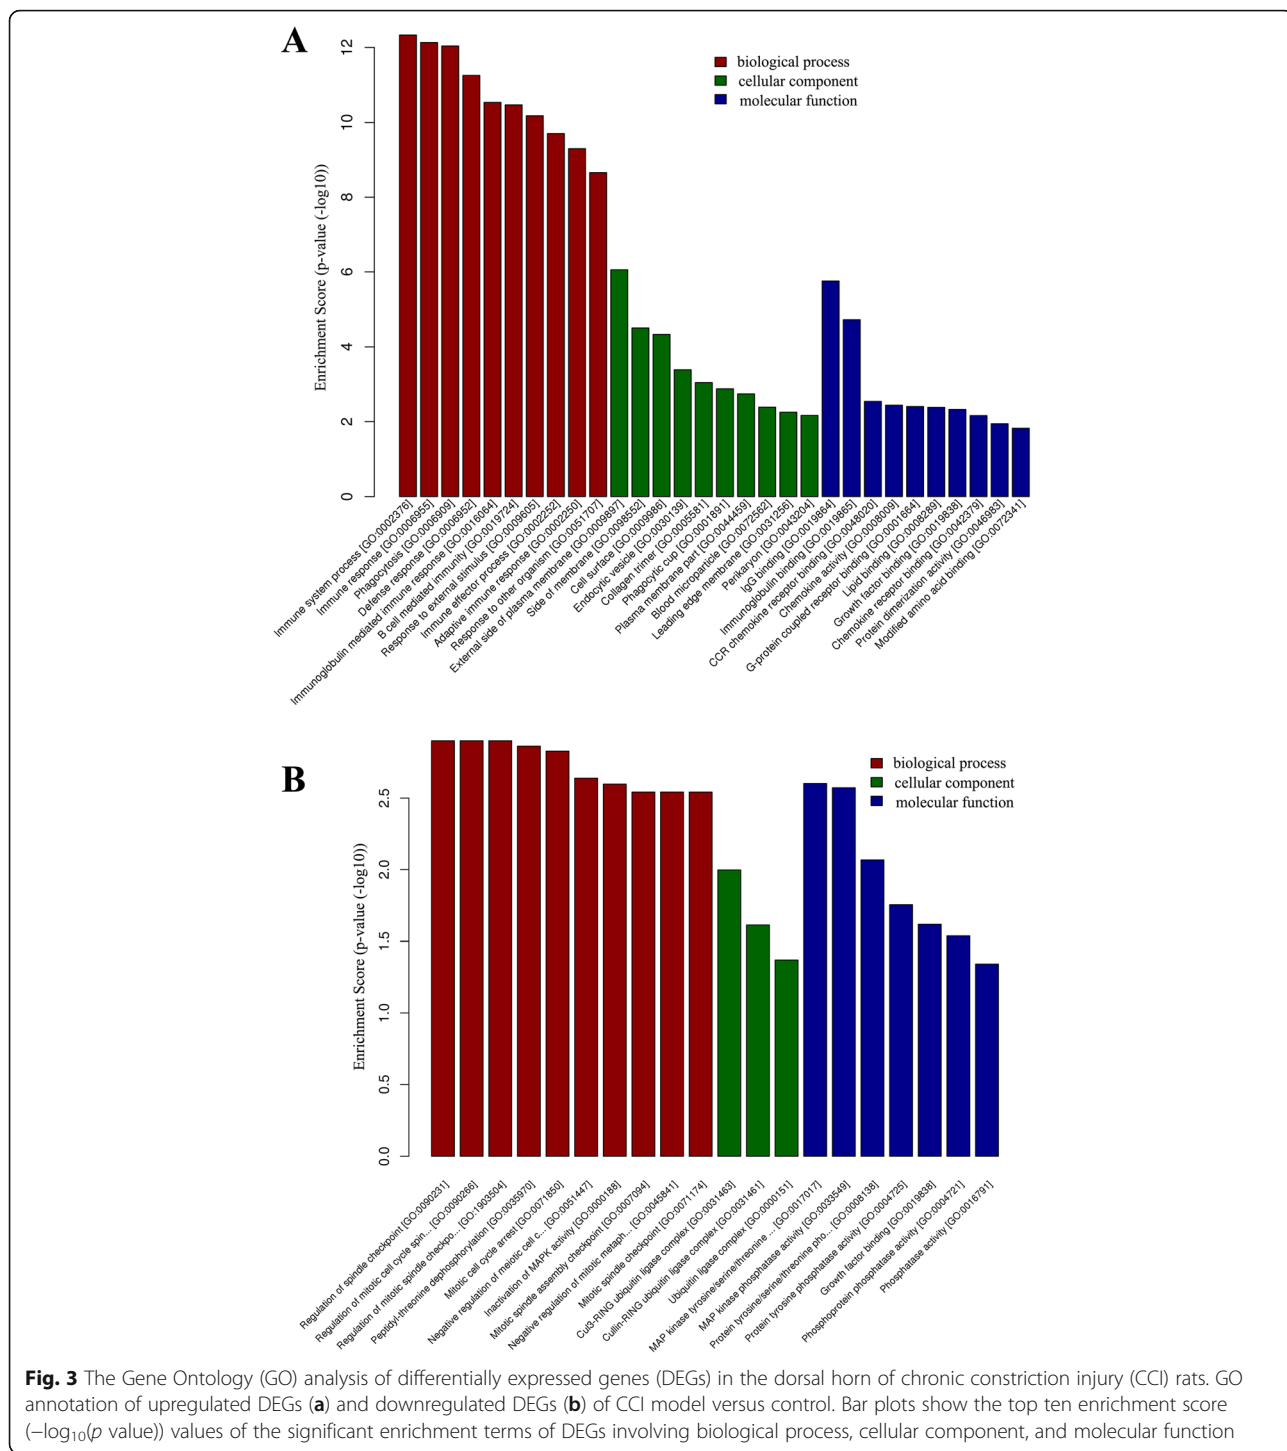 A
biological process
cellular component
molecular function
Enrichment Score (p-value (-log10))
12
10
8
6
4
2
0
Immune system process [GO:0002376]
Immune response [GO:0006955]
Phagocytosis [GO:0006909]
Defense response [GO:0006952]
Immunoglobulin mediated immune response [GO:0016064]
B cell mediated immunity [GO:0019724]
Response to external stimulus [GO:0009605]
Immune effector process [GO:0002252]
Adaptive immune response [GO:0002250]
Response to other organism [GO:0051707]
External side of plasma membrane [GO:0009897]
Side of membrane [GO:0098552]
Cell surface [GO:0009986]
Endocytic vesicle [GO:0030139]
Collagen trimer [GO:0005581]
Phagocytic cup [GO:0001891]
Plasma membrane part [GO:0044459]
Blood microparticle [GO:0072562]
Leading edge membrane [GO:0031256]
Perikaryon [GO:0043204]
IgG binding [GO:0019864]
Immunoglobulin binding [GO:0019865]
CCR chemokine receptor binding [GO:0048020]
Chemokine activity [GO:0008009]
G-protein coupled receptor binding [GO:0001664]
Lipid binding [GO:0008289]
Growth factor binding [GO:0019838]
Chemokine receptor binding [GO:0042379]
Protein dimerization activity [GO:0046983]
Modified amino acid binding [GO:0072341]
B
biological process
cellular component
molecular function
Enrichment Score (p-value (-log10))
2.5
2.0
1.5
1.0
0.5
0.0
Regulation of spindle checkpoint [GO:0090231]
Regulation of mitotic cell cycle spin... [GO:0090266]
Regulation of mitotic spindle checkpo... [GO:1903504]
Peptidyl-threonine dephosphorylation [GO:0035970]
Mitotic cell cycle arrest [GO:0071850]
Negative regulation of meiotic cell c... [GO:0051447]
Inactivation of MAPK activity [GO:0000188]
Mitotic spindle assembly checkpoint [GO:0007094]
Negative regulation of mitotic metaph... [GO:0045841]
Mitotic spindle checkpoint [GO:0071174]
Cul3-RING ubiquitin ligase complex [GO:0031463]
Cullin-RING ubiquitin ligase complex [GO:0031461]
Ubiquitin ligase complex [GO:0000151]
MAP kinase tyrosine/serine/threonine ... [GO:0017017]
MAP kinase phosphatase activity [GO:0033549]
Protein tyrosine/serine/threonine pho... [GO:0008138]
Protein tyrosine phosphatase activity [GO:0004725]
Growth factor binding [GO:0019838]
Phosphoprotein phosphatase activity [GO:0004721]
Phosphatase activity [GO:0016791]
Fig. 3 The Gene Ontology (GO) analysis of differentially expressed genes (DEGs) in the dorsal horn of chronic constriction injury (CCI) rats. GO
annotation of upregulated DEGs (a) and downregulated DEGs (b) of CCI model versus control. Bar plots show the top ten enrichment score
(−log10(p value)) values of the significant enrichment terms of DEGs involving biological process, cellular component, and molecular function